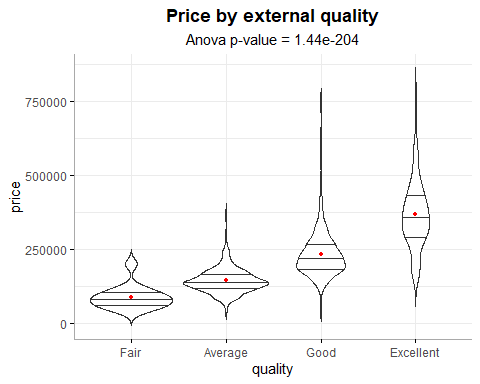 Price by external quality
Anova p-value = 1.44e-204
price
750000
500000
250000
0
Fair Average Good Excellent
quality